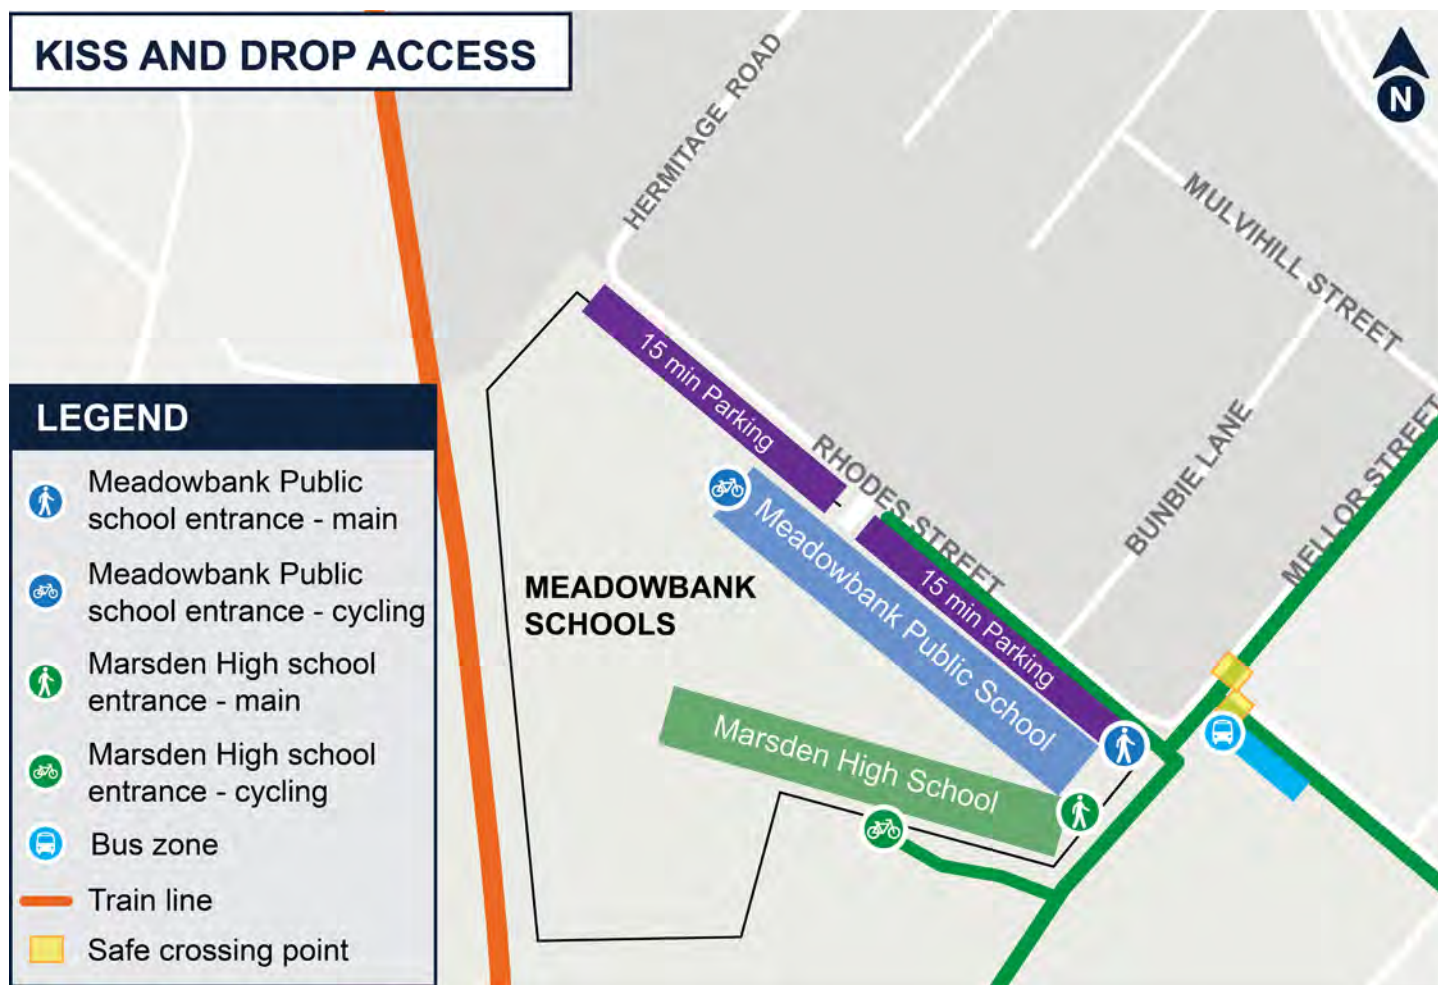 KISS AND DROP ACCESS
N
HERMITAGE ROAD
MULVIHILL STREET
15 min Parking
RHODES STREET
BUNBIE LANE
MELLOR STREET
Meadowbank Public School
15 min Parking
MEADOWBANK
SCHOOLS
Marsden High School
LEGEND
Meadowbank Public
school entrance - main
Meadowbank Public
school entrance - cycling
Marsden High school
entrance - main
Marsden High school
entrance - cycling
Bus zone
Train line
Safe crossing point